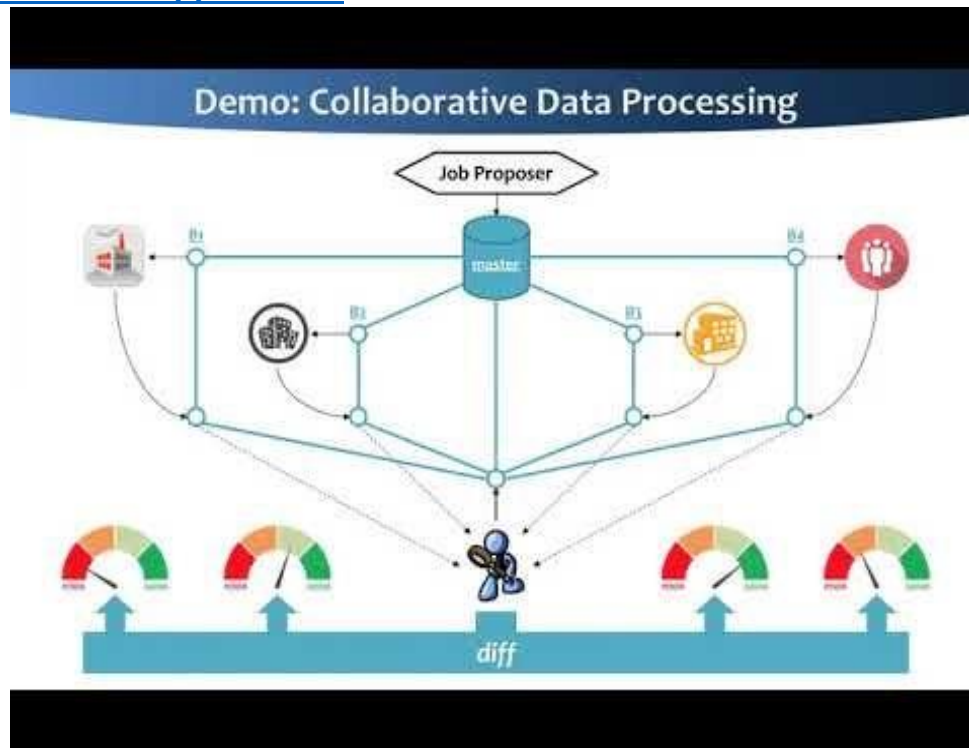 Demo: Collaborative Data Processing
Job Proposer
master
B1
B4
B2
B3
diff